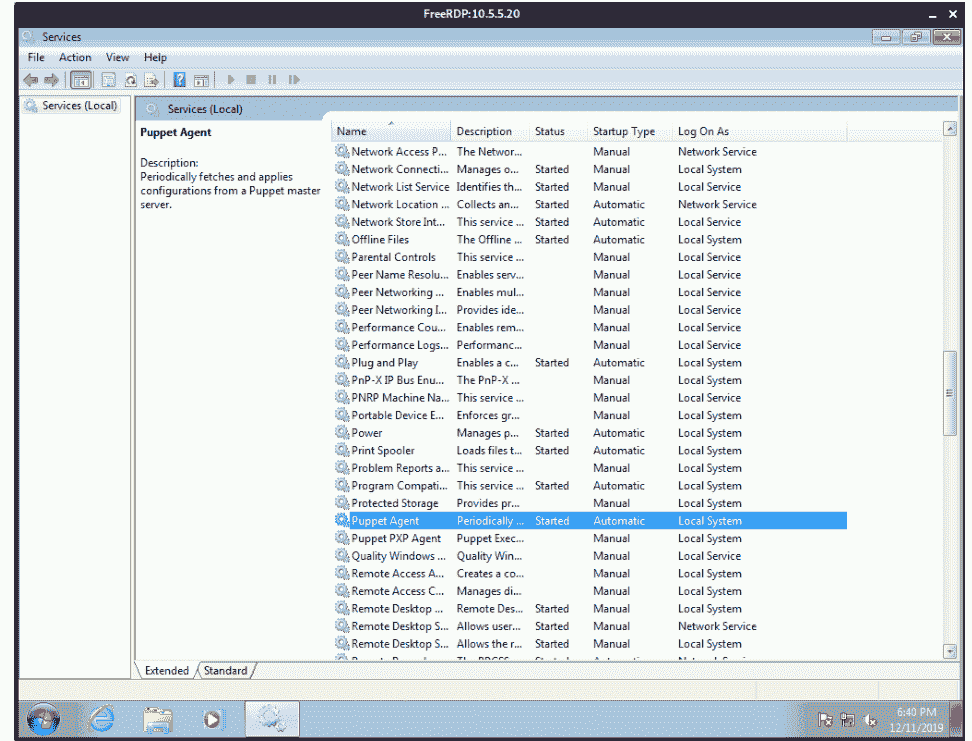 FreeRDP:10.5.5.20
Services
File Action View Help
Services (Local)
Services (Local)
Puppet Agent
Description:
Periodically fetches and applies
configurations from a Puppet master
server.
Name Description Status Startup Type Log On As
Network Access P... The Networ... Manual Network Service
Network Connecti... Manages o... Started Manual Local System
Network List Service Identifies th... Started Manual Local Service
Network Location ... Collects an... Started Automatic Network Service
Network Store Int... This service ... Started Automatic Local Service
Offline Files The Offline ... Started Automatic Local System
Parental Controls This service ... Manual Local Service
Peer Name Resolu... Enables serv... Manual Local Service
Peer Networking ... Enables mul... Manual Local Service
Peer Networking I... Provides ide... Manual Local Service
Performance Cou... Enables rem... Manual Local Service
Performance Logs... Performanc... Manual Local Service
Plug and Play Enables a c... Started Automatic Local System
PnP-X IP Bus Enu... The PnP-X ... Manual Local System
PNRP Machine Na... This service ... Manual Local Service
Portable Device E... Enforces gr... Manual Local System
Power Manages p... Started Automatic Local System
Print Spooler Loads files t... Started Automatic Local System
Problem Reports a... This service ... Manual Local System
Program Compati... This service ... Started Automatic Local System
Protected Storage Provides pr... Manual Local System
Puppet Agent Periodically ... Started Automatic Local System
Puppet PXP Agent Puppet Exec... Manual Local System
Quality Windows ... Quality Win... Manual Local Service
Remote Access A... Creates a co... Manual Local System
Remote Access C... Manages di... Manual Local System
Remote Desktop ... Remote Des... Started Manual Local System
Remote Desktop S... Allows user... Started Manual Network Service
Remote Desktop S... Allows the r... Started Manual Local System
Extended Standard
6:40 PM
12/11/2019